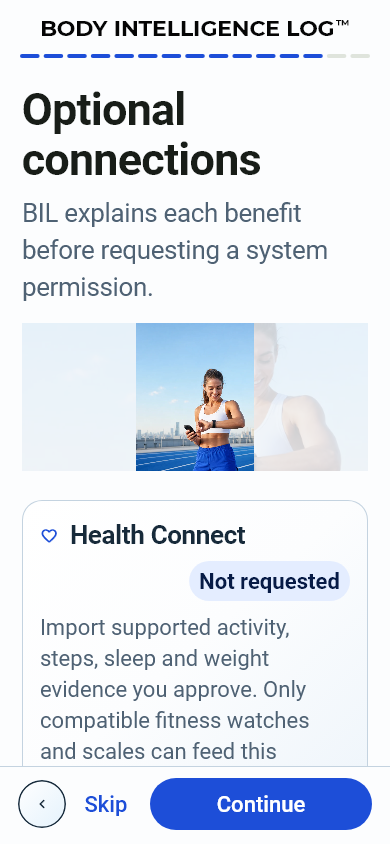 BODY INTELLIGENCE LOG™
Optional
connections
BIL explains each benefit
before requesting a system
permission.
Health Connect
Not requested
Import supported activity,
steps, sleep and weight
evidence you approve. Only
compatible fitness watches
and scales can feed this
Skip
Continue